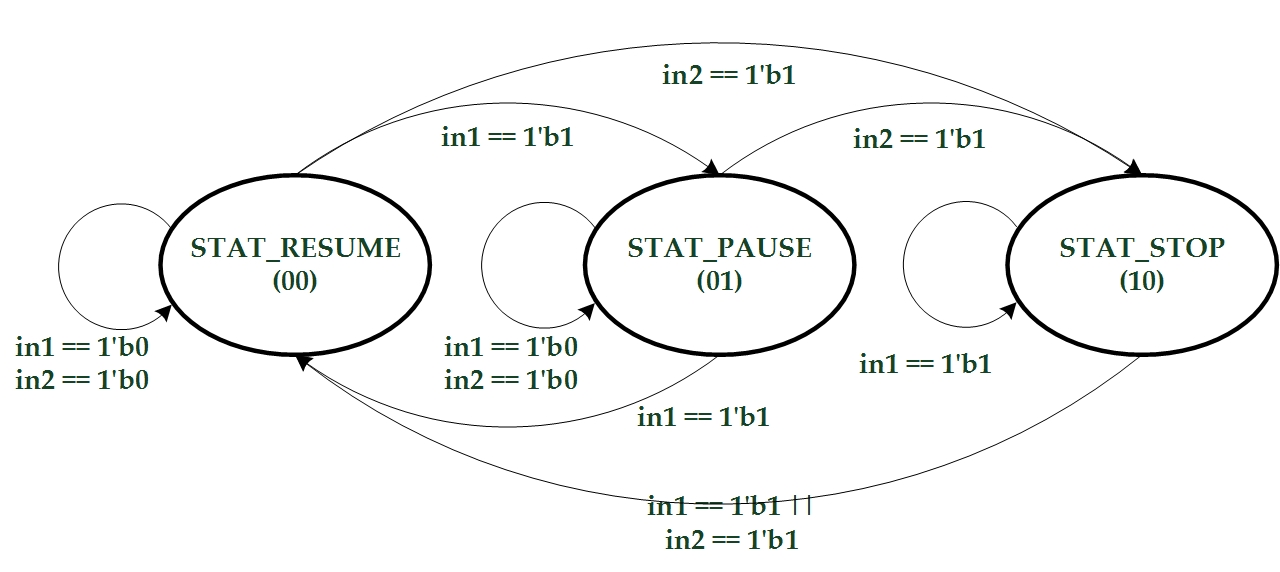 in2 == 1'b1
in1 == 1'b1
in2 == 1'b1
STAT_RESUME
(00)
STAT_PAUSE
(01)
STAT_STOP
(10)
in1 == 1'b0
in2 == 1'b0
in1 == 1'b0
in2 == 1'b0
in1 == 1'b1
in1 == 1'b1
in1 == 1'b1 ||
in2 == 1'b1